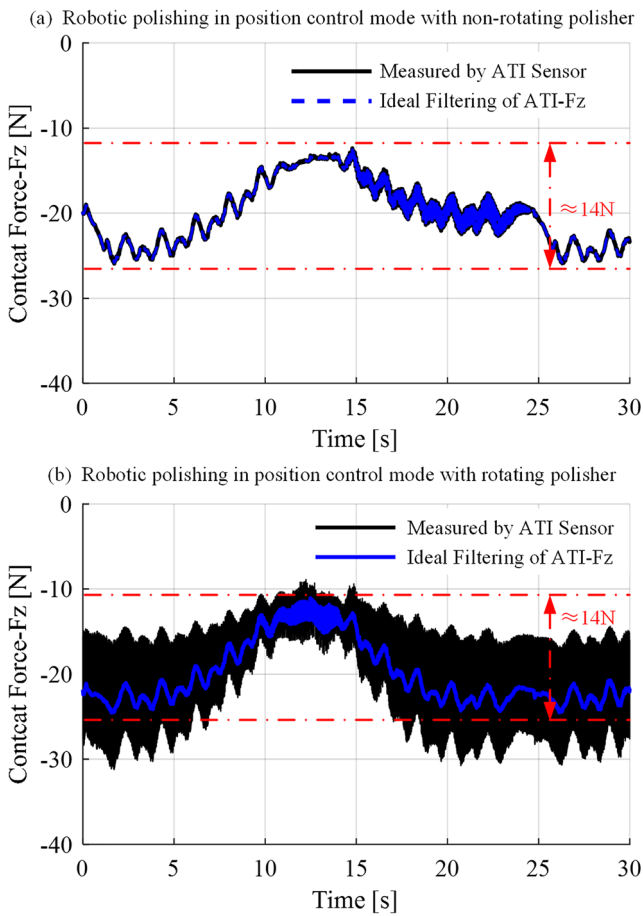 (a) Robotic polishing in position control mode with non-rotating polisher
0
Measured by ATI Sensor
Ideal Filtering of ATI-Fz
-10
≈14N
-20
-30
-40
Contcat Force-Fz [N]
0 5 10 15 20 25 30
Time [s]
(b) Robotic polishing in position control mode with rotating polisher
0
Measured by ATI Sensor
Ideal Filtering of ATI-Fz
-10
≈14N
-20
-30
-40
Contcat Force-Fz [N]
0 5 10 15 20 25 30
Time [s]